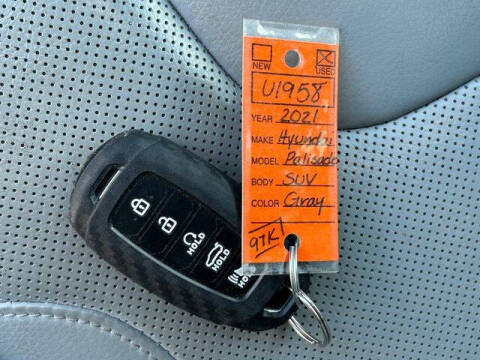 NEW USED
U1958
YEAR 2021
MAKE Hyundai
MODEL Palisade
BODY SUV
COLOR Gray
97K
HOLD
HOLD